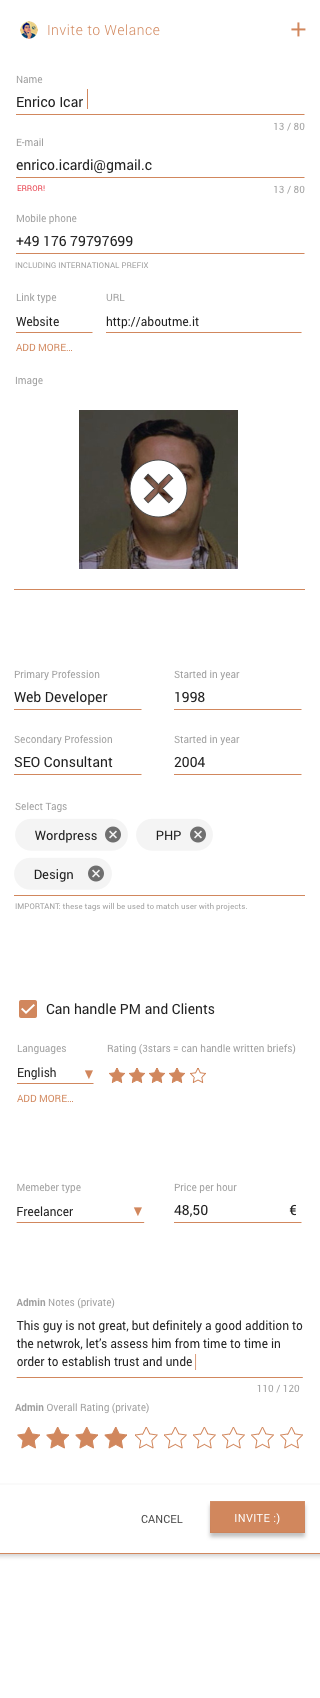 Invite to Welance
Name
Enrico Icar
13 / 80
E-mail
enrico.icardi@gmail.c
ERROR! 13 / 80
Mobile phone
+49 176 79797699
INCLUDING INTERNATIONAL PREFIX
Link type URL
Website http://aboutme.it
ADD MORE...
Image
Primary Profession Started in year
Web Developer 1998
Secondary Profession Started in year
SEO Consultant 2004
Select Tags
Wordpress PHP
Design
IMPORTANT: these tags will be used to match user with projects.
Can handle PM and Clients
Languages Rating (3stars = can handle written briefs)
English
ADD MORE...
Memeber type Price per hour
Freelancer 48,50 €
Admin Notes (private)
This guy is not great, but definitely a good addition to
the netwrok, let's assess him from time to time in
order to establish trust and unde
110 / 120
Admin Overall Rating (private)
CANCEL INVITE :)